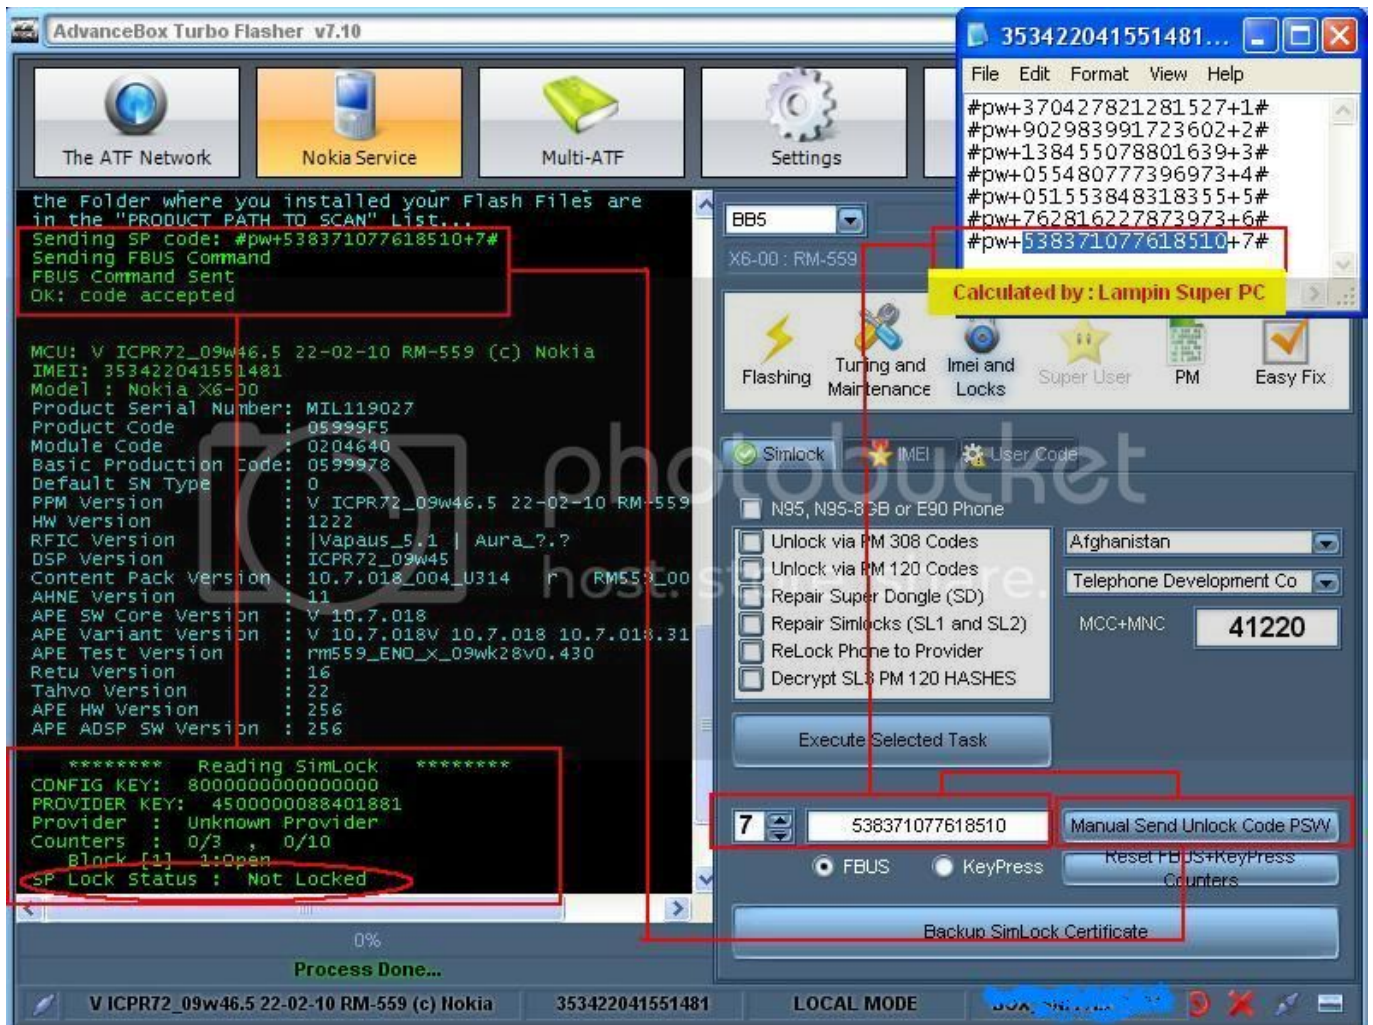 AdvanceBox Turbo Flasher v7.10
353422041551481...
File Edit Format View Help
#pw+370427821281527+1#
#pw+902983991723602+2#
#pw+138455078801639+3#
#pw+055480777396973+4#
#pw+051553848318355+5#
#pw+762816227873973+6#
#pw+538371077618510+7#
Calculated by : Lampin Super PC
The ATF Network
Nokia Service
Multi-ATF
Settings
the Folder where you installed your Flash Files are
in the "PRODUCT PATH TO SCAN" List...
Sending SP code: #pw+538371077618510+7#
Sending FBUS Command
FBUS Command Sent
OK: code accepted
MCU: V ICPR72_09w46.5 22-02-10 RM-559 (c) Nokia
IMEI: 353422041551481
Model : Nokia X6-00
Product Serial Number: MIL119027
Product Code : 05999F5
Module Code : 0204640
Basic Production Code: 0599978
Default SN Type : 0
PPM Version : V ICPR72_09w46.5 22-02-10 RM-559
HW Version : 1222
RFIC Version : |Vapaus_5.1 | Aura_?.?
DSP Version : ICPR72_09w45
Content Pack Version : 10.7.018_004_U314 r RM559_00
AHNE Version : 11
APE SW Core Version : V 10.7.018
APE Variant Version : V 10.7.018V 10.7.018 10.7.018.31
APE Test Version : rm559_ENO_X_09wk28v0.430
Retu Version : 16
Tahvo Version : 22
APE HW Version : 256
APE ADSP SW Version : 256
******** Reading SimLock ********
CONFIG KEY: 8000000000000000
PROVIDER KEY: 4500000088401881
Provider : Unknown Provider
Counters : 0/3 , 0/10
Block [1] 1:Open
SP Lock Status : Not Locked
0%
Process Done...
BB5
X6-00 : RM-559
Flashing
Tuning and Maintenance
Imei and Locks
Super User
PM
Easy Fix
Simlock
IMEI
User Code
N95, N95-8GB or E90 Phone
Unlock via PM 308 Codes
Unlock via PM 120 Codes
Repair Super Dongle (SD)
Repair Simlocks (SL1 and SL2)
ReLock Phone to Provider
Decrypt SL3 PM 120 HASHES
Afghanistan
Telephone Development Co
MCC+MNC 41220
Execute Selected Task
7 538371077618510 Manual Send Unlock Code PSW
FBUS KeyPress
Reset FBUS+KeyPress
Counters
Backup SimLock Certificate
V ICPR72_09w46.5 22-02-10 RM-559 (c) Nokia 353422041551481 LOCAL MODE
photobucket
host. store. share.